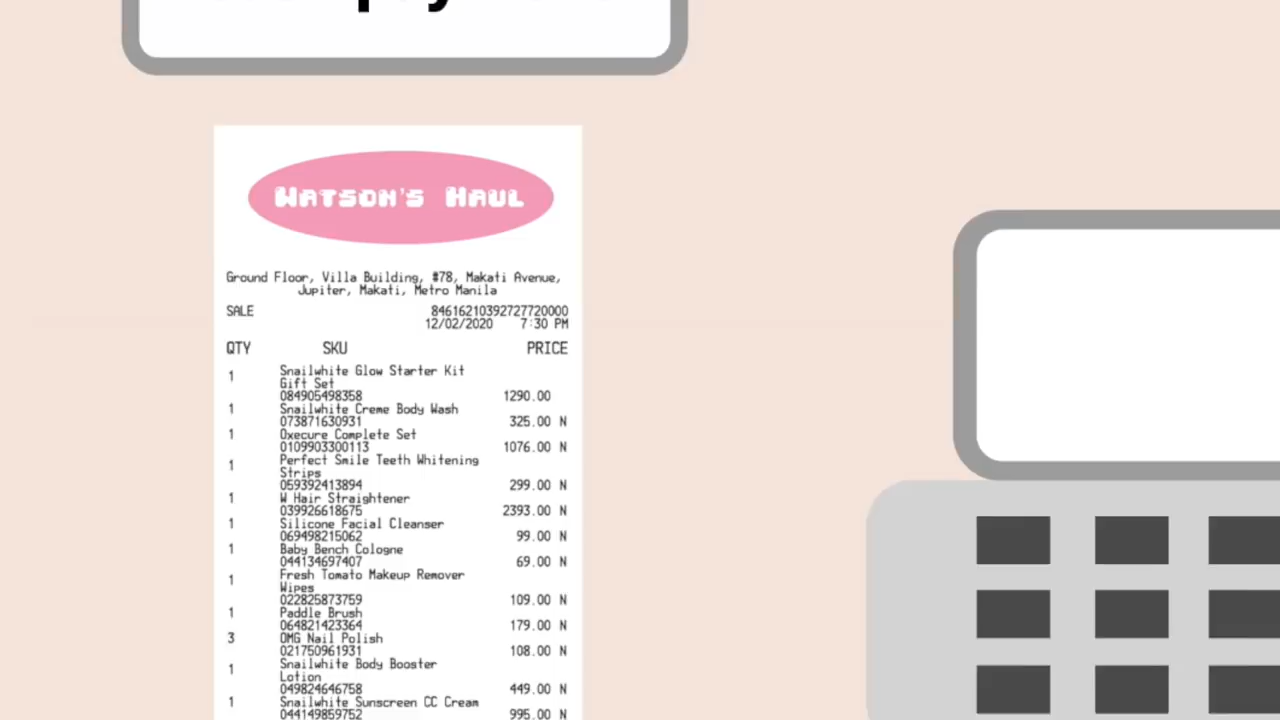 WATSON'S HAUL
Ground Floor, Villa Building, #78, Makati Avenue,
Jupiter, Makati, Metro Manila
SALE 84616210392727720000
12/02/2020 7:30 PM
QTY SKU PRICE
1 Snailwhite Glow Starter Kit
Gift Set
084905498358 1290.00
1 Snailwhite Creme Body Wash
073871630931 325.00 N
1 Oxecure Complete Set
0109903300113 1076.00 N
1 Perfect Smile Teeth Whitening
Strips
059392413894 299.00 N
1 W Hair Straightener
039926618675 2393.00 N
1 Silicone Facial Cleanser
069498215062 99.00 N
1 Baby Bench Cologne
044134697407 69.00 N
1 Fresh Tomato Makeup Remover
Wipes
022825873759 109.00 N
1 Paddle Brush
064821423364 179.00 N
3 OMG Nail Polish
021750961931 108.00 N
1 Snailwhite Body Booster
Lotion
049824646758 449.00 N
1 Snailwhite Sunscreen CC Cream
044149859752 995.00 N